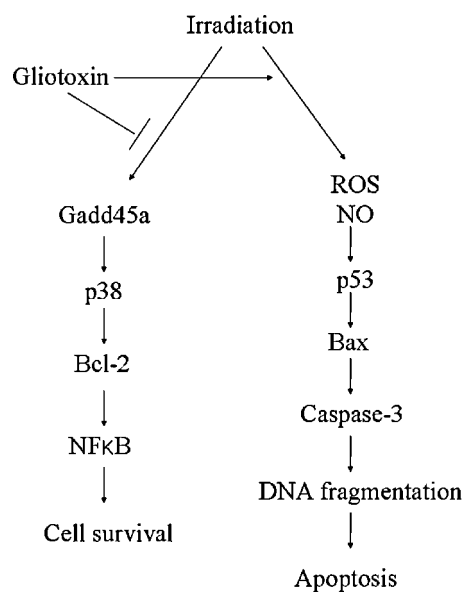 Irradiation
Gliotoxin
Gadd45a
p38
Bcl-2
NFκB
Cell survival
ROS
NO
p53
Bax
Caspase-3
DNA fragmentation
Apoptosis